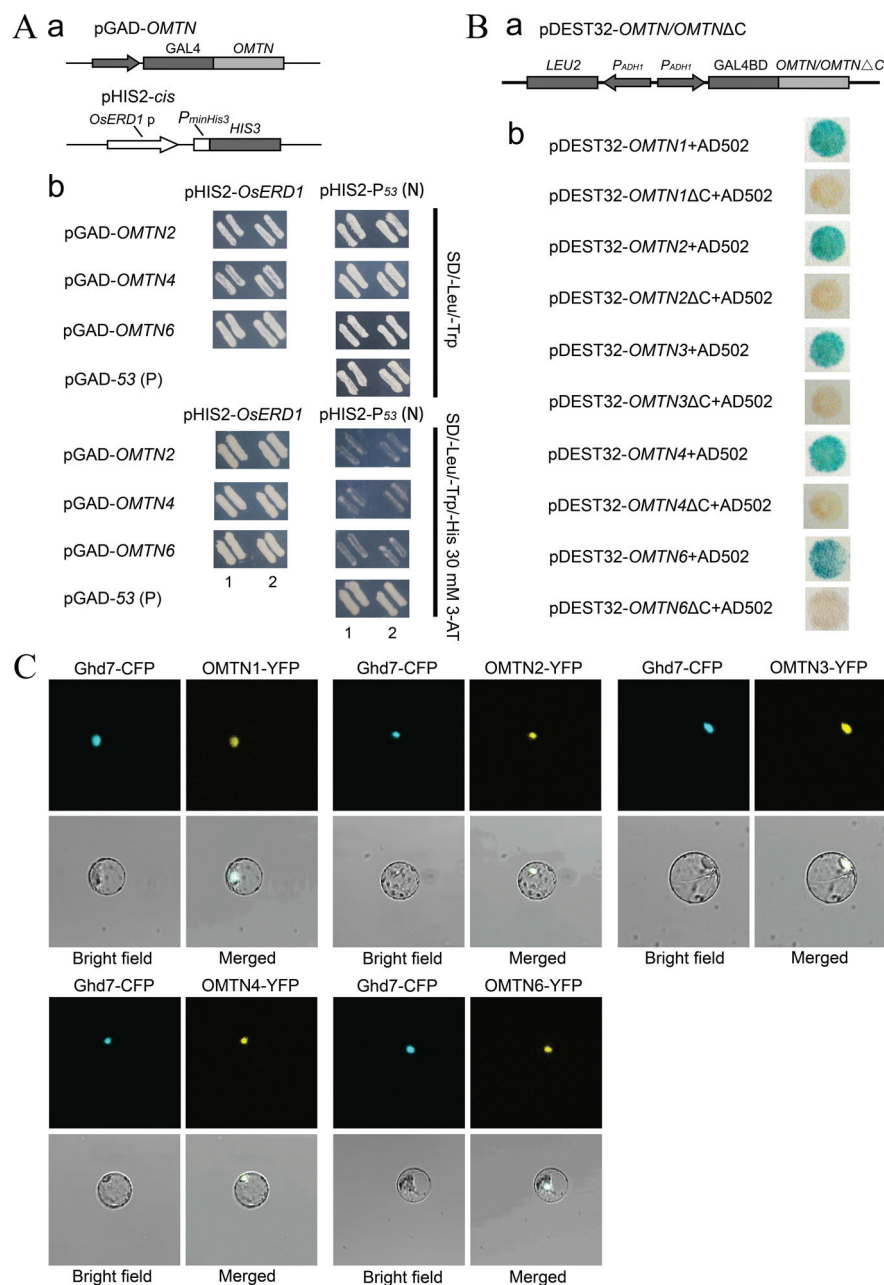 A
a
pGAD-OMTN
GAL4
OMTN
pHIS2-cis
OsERD1 p
PminHis3
HIS3
b
pHIS2-OsERD1
pHIS2-P53 (N)
pGAD-OMTN2
pGAD-OMTN4
pGAD-OMTN6
pGAD-53 (P)
SD/-Leu/-Trp
pHIS2-OsERD1
pHIS2-P53 (N)
pGAD-OMTN2
pGAD-OMTN4
pGAD-OMTN6
1 2
pGAD-53 (P)
1 2
SD/-Leu/-Trp/-His 30 mM 3-AT
B
a
pDEST32-OMTN/OMTNΔC
LEU2
PADH1
PADH1
GAL4BD
OMTN/OMTN△C
b
pDEST32-OMTN1+AD502
pDEST32-OMTN1ΔC+AD502
pDEST32-OMTN2+AD502
pDEST32-OMTN2ΔC+AD502
pDEST32-OMTN3+AD502
pDEST32-OMTN3ΔC+AD502
pDEST32-OMTN4+AD502
pDEST32-OMTN4ΔC+AD502
pDEST32-OMTN6+AD502
pDEST32-OMTN6ΔC+AD502
C
Ghd7-CFP
OMTN1-YFP
Ghd7-CFP
OMTN2-YFP
Ghd7-CFP
OMTN3-YFP
Bright field
Merged
Bright field
Merged
Bright field
Merged
Ghd7-CFP
OMTN4-YFP
Ghd7-CFP
OMTN6-YFP
Bright field
Merged
Bright field
Merged